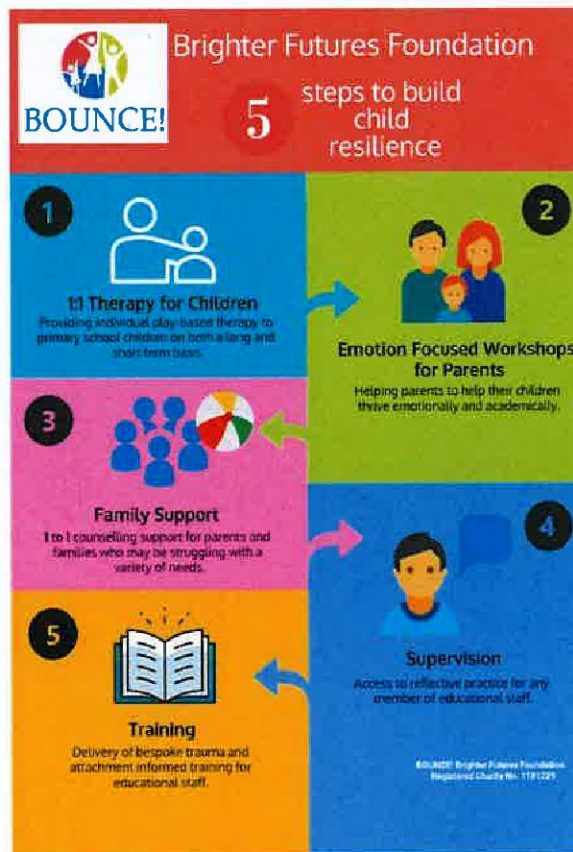 BOUNCE!
Brighter Futures Foundation
5
steps to build
child
resilience
1
1:1 Therapy for Children
Providing individual play-based therapy to
primary school children on both a long and
short term basis.
2
Emotion Focused Workshops
for Parents
Helping parents to help their children
thrive emotionally and academically.
3
Family Support
1 to 1 counselling support for parents and
families who may be struggling with a
variety of needs.
4
Supervision
Access to reflective practice for any
member of educational staff.
5
Training
Delivery of bespoke trauma and
attachment informed training for
educational staff.
BOUNCE! Brighter Futures Foundation
Registered Charity No.